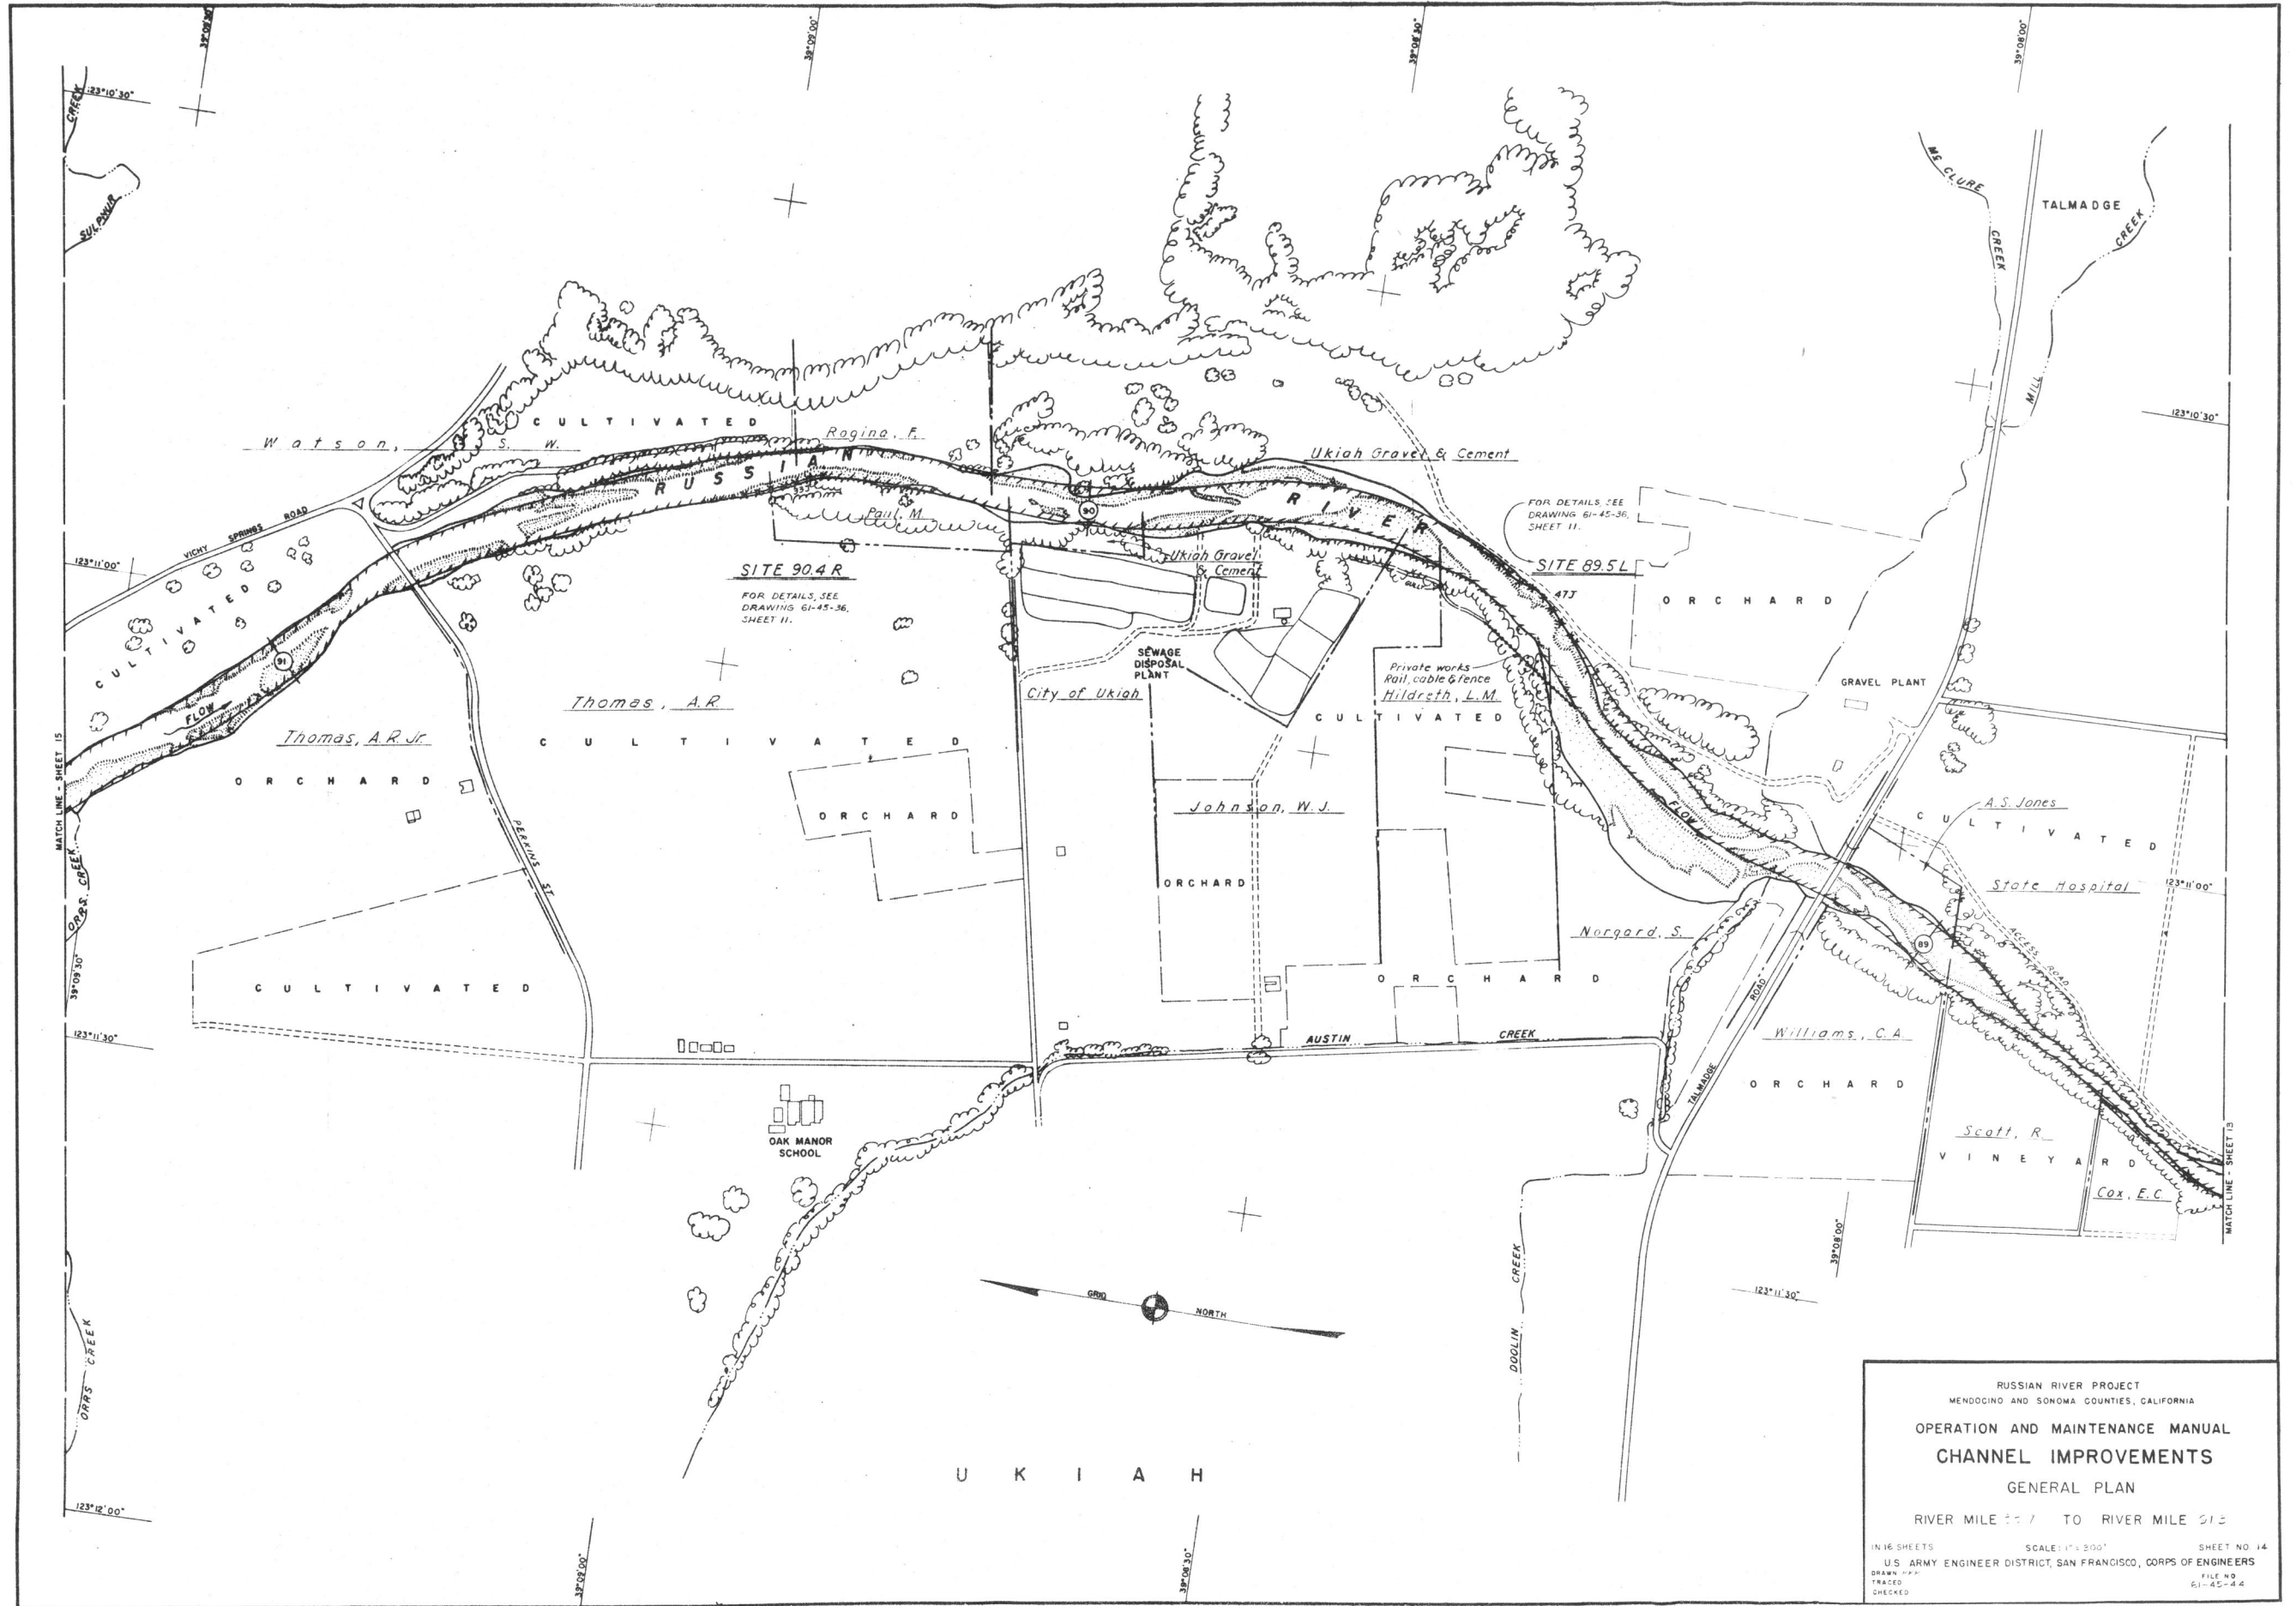 39°09'30"
39°09'00"
39°08'30"
39°08'00"
123°10'30"
CREEK
SULPHUR
Mc CLURE
CREEK
TALMADGE
CREEK
MILL
123°10'30"
CULTIVATED
Watson, S. W.
Ragina, F.
RUSSIAN
RIVER
Ukiah Gravel & Cement
VICHY SPRINGS ROAD
Paul, M.
90
FOR DETAILS, SEE
DRAWING 61-45-36,
SHEET 11.
SITE 89.5L
47J
ORCHARD
123°11'00"
SITE 90.4 R
FOR DETAILS, SEE
DRAWING 61-45-36,
SHEET 11.
Ukiah Gravel
& Cement
CULTIVATED
91
FLOW
SEWAGE
DISPOSAL
PLANT
City of Ukiah
Private works
Rail, cable & fence
Hildreth, L.M.
CULTIVATED
GRAVEL PLANT
Thomas, A.R.
Thomas, A.R. Jr.
CULTIVATED
ORCHARD
MATCH LINE - SHEET 15
ORCHARD
PERKINS ST.
Johnson, W.J.
FLOW
A.S. Jones
CULTIVATED
ORCHARD
State Hospital
123°11'00"
ORRS CREEK
39°09'30"
Norgard, S.
89
ACCESS ROAD
CULTIVATED
ORCHARD
123°11'30"
AUSTIN CREEK
TALMADGE ROAD
Williams, C.A.
ORCHARD
OAK MANOR
SCHOOL
Scott, R.
VINEYARD
Cox, E.C.
MATCH LINE - SHEET 13
39°08'00"
123°11'30"
GRID NORTH
DOOLIN CREEK
ORRS CREEK
123°12'00"
UKIAH
39°09'00"
39°08'30"
RUSSIAN RIVER PROJECT
MENDOCINO AND SONOMA COUNTIES, CALIFORNIA
OPERATION AND MAINTENANCE MANUAL
CHANNEL IMPROVEMENTS
GENERAL PLAN
RIVER MILE TO RIVER MILE
IN 16 SHEETS SCALE: SHEET NO. 14
U.S. ARMY ENGINEER DISTRICT, SAN FRANCISCO, CORPS OF ENGINEERS
DRAWN
TRACED
CHECKED
FILE NO
61-45-44